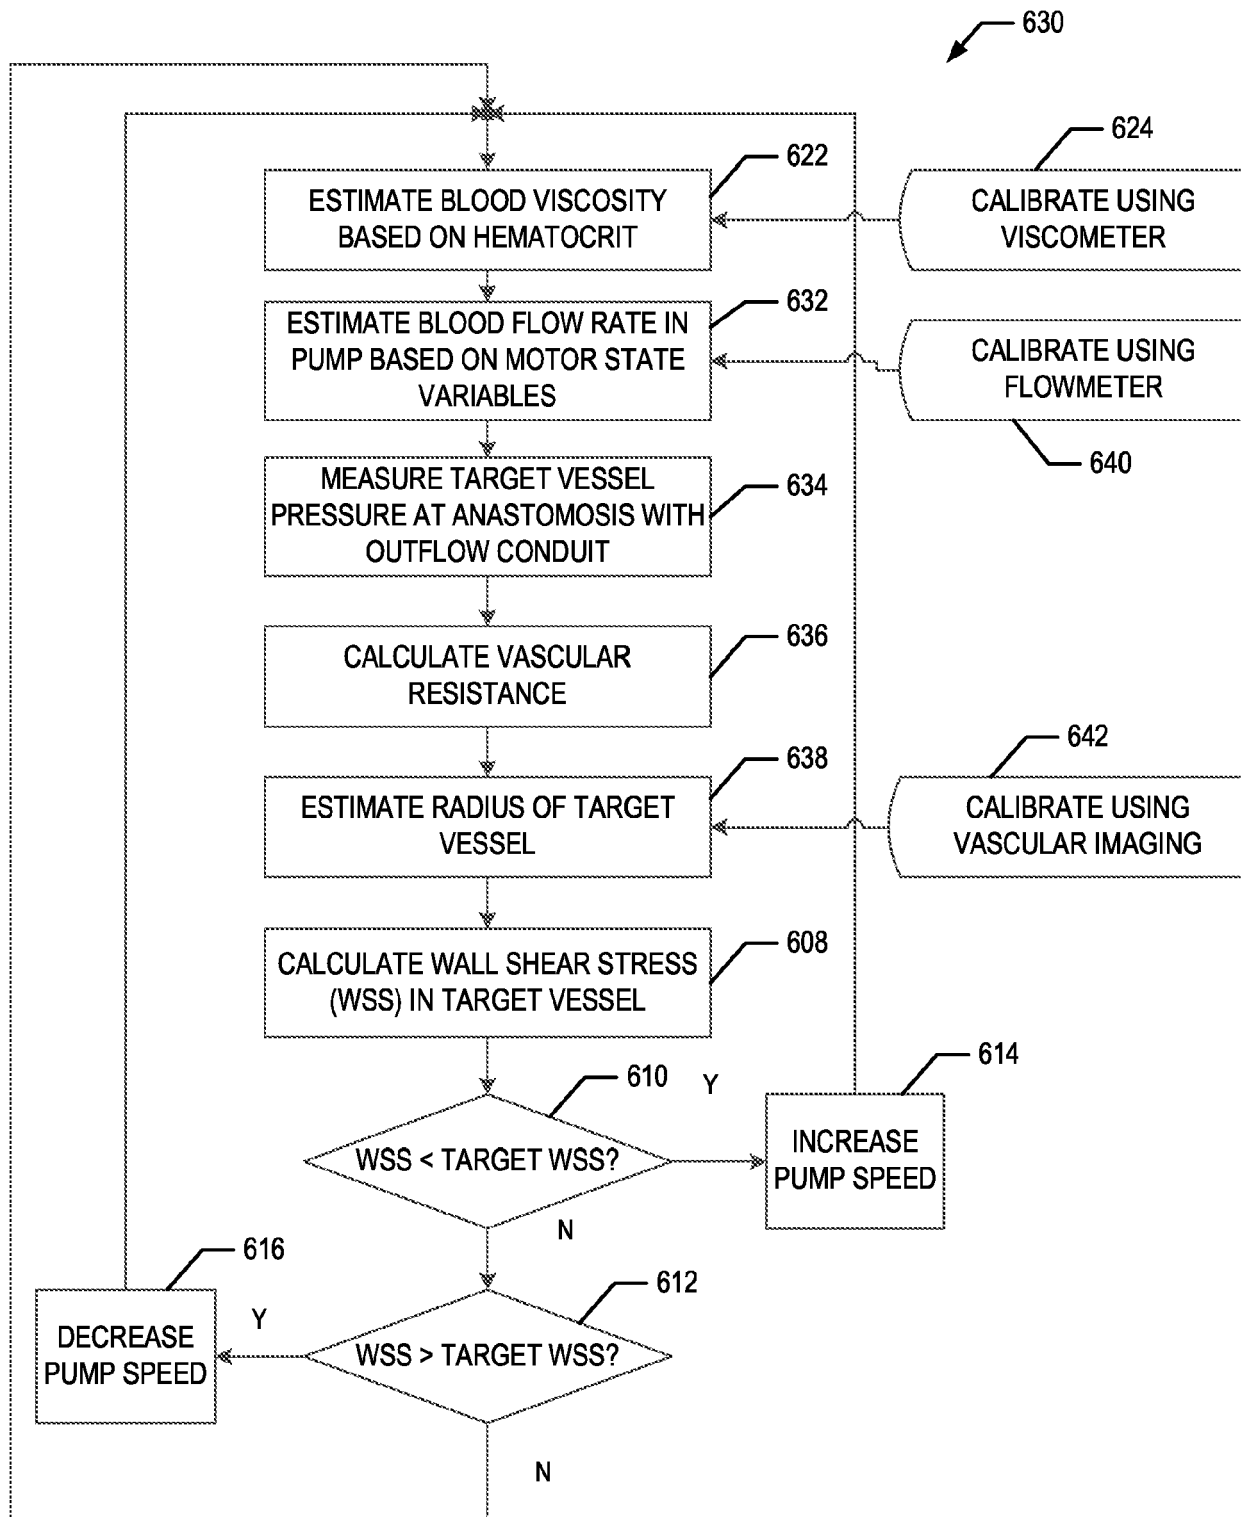 630
622
ESTIMATE BLOOD VISCOSITY
BASED ON HEMATOCRIT
624
CALIBRATE USING
VISCOMETER
632
ESTIMATE BLOOD FLOW RATE IN
PUMP BASED ON MOTOR STATE
VARIABLES
CALIBRATE USING
FLOWMETER
640
634
MEASURE TARGET VESSEL
PRESSURE AT ANASTOMOSIS WITH
OUTFLOW CONDUIT
636
CALCULATE VASCULAR
RESISTANCE
638
ESTIMATE RADIUS OF TARGET
VESSEL
642
CALIBRATE USING
VASCULAR IMAGING
608
CALCULATE WALL SHEAR STRESS
(WSS) IN TARGET VESSEL
610
WSS < TARGET WSS?
Y
614
INCREASE
PUMP SPEED
N
612
WSS > TARGET WSS?
Y
616
DECREASE
PUMP SPEED
N